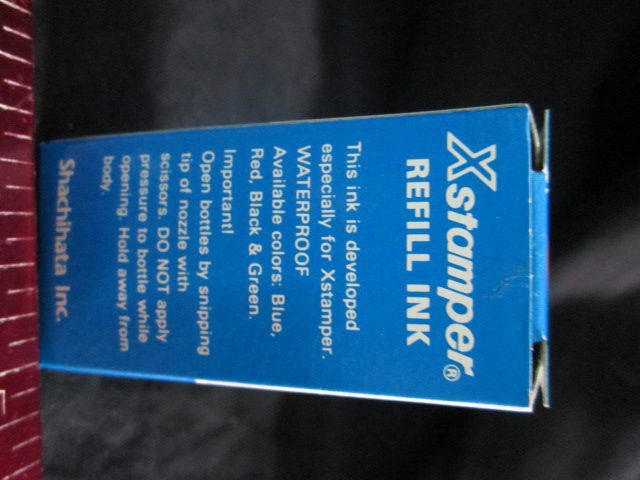 Xstamper®
REFILL INK
This ink is developed
especially for Xstamper.
WATERPROOF
Available colors: Blue,
Red, Black & Green.
Important!
Open bottles by snipping
tip of nozzle with
scissors. DO NOT apply
pressure to bottle while
opening. Hold away from
body.
Shachihata Inc.